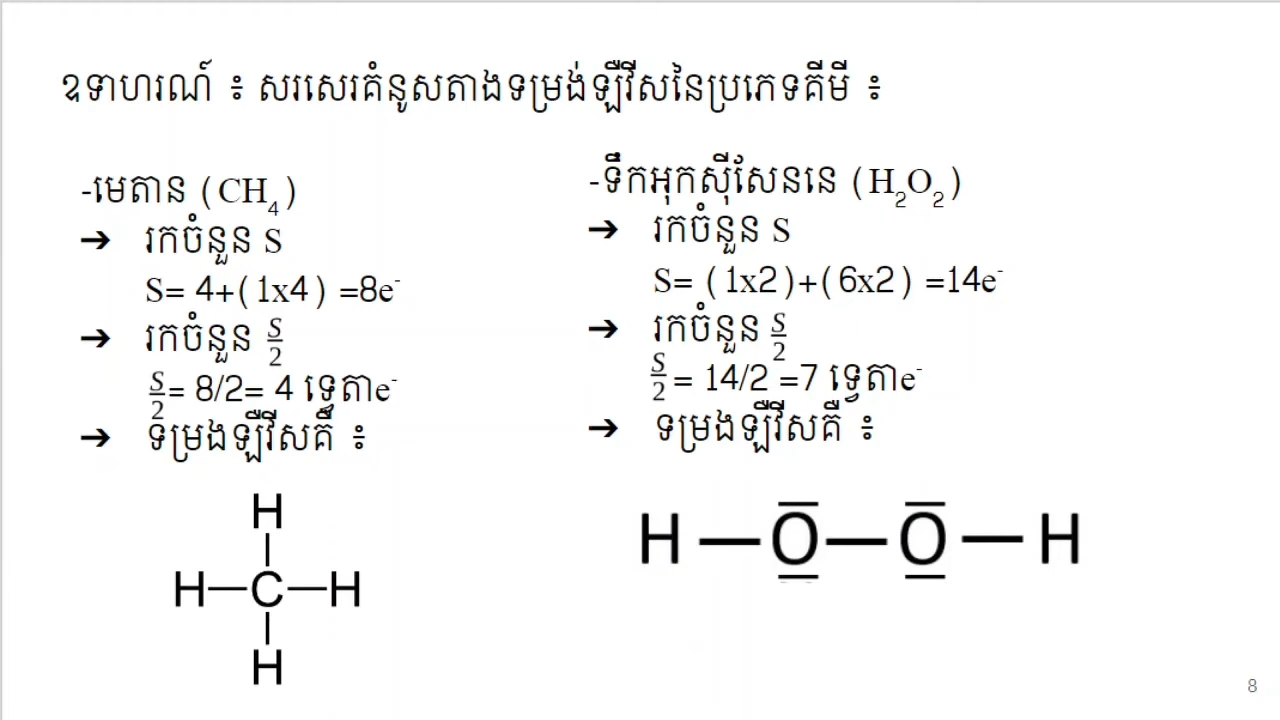 ឧទាហរណ៍ ៖ សរសេរគំនូសតាងទម្រង់ឡឺវីសនៃប្រភេទគីមី ៖
-មេតាន (CH₄)
➔ រកចំនួន S
S= 4+(1x4) =8e⁻
➔ រកចំនួន S/2
S/2= 8/2= 4 ទ្វេតាe⁻
➔ ទម្រងឡឺវីសគឺ ៖
H
H—C—H
H
-ទឹកអុកស៊ីសែននេ (H₂O₂)
➔ រកចំនួន S
S= (1x2)+(6x2) =14e⁻
➔ រកចំនួន S/2
S/2 = 14/2 =7 ទ្វេតាe⁻
➔ ទម្រងឡឺវីសគឺ ៖
H—O—O—H
8